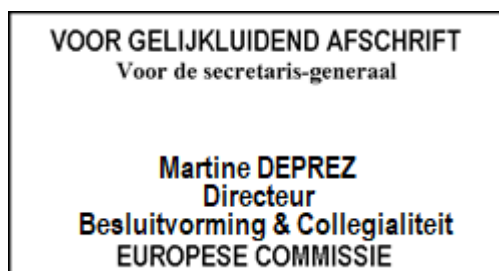 VOOR GELIJKLUIDEND AFSCHRIFT
Voor de secretaris-generaal
Martine DEPREZ
Directeur
Besluitvorming & Collegialiteit
EUROPESE COMMISSIE